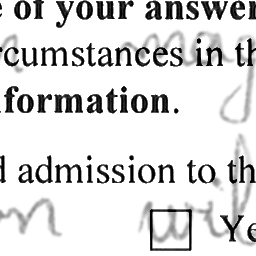 e of your answer
rcumstances in th
formation.
d admission to th
Ye